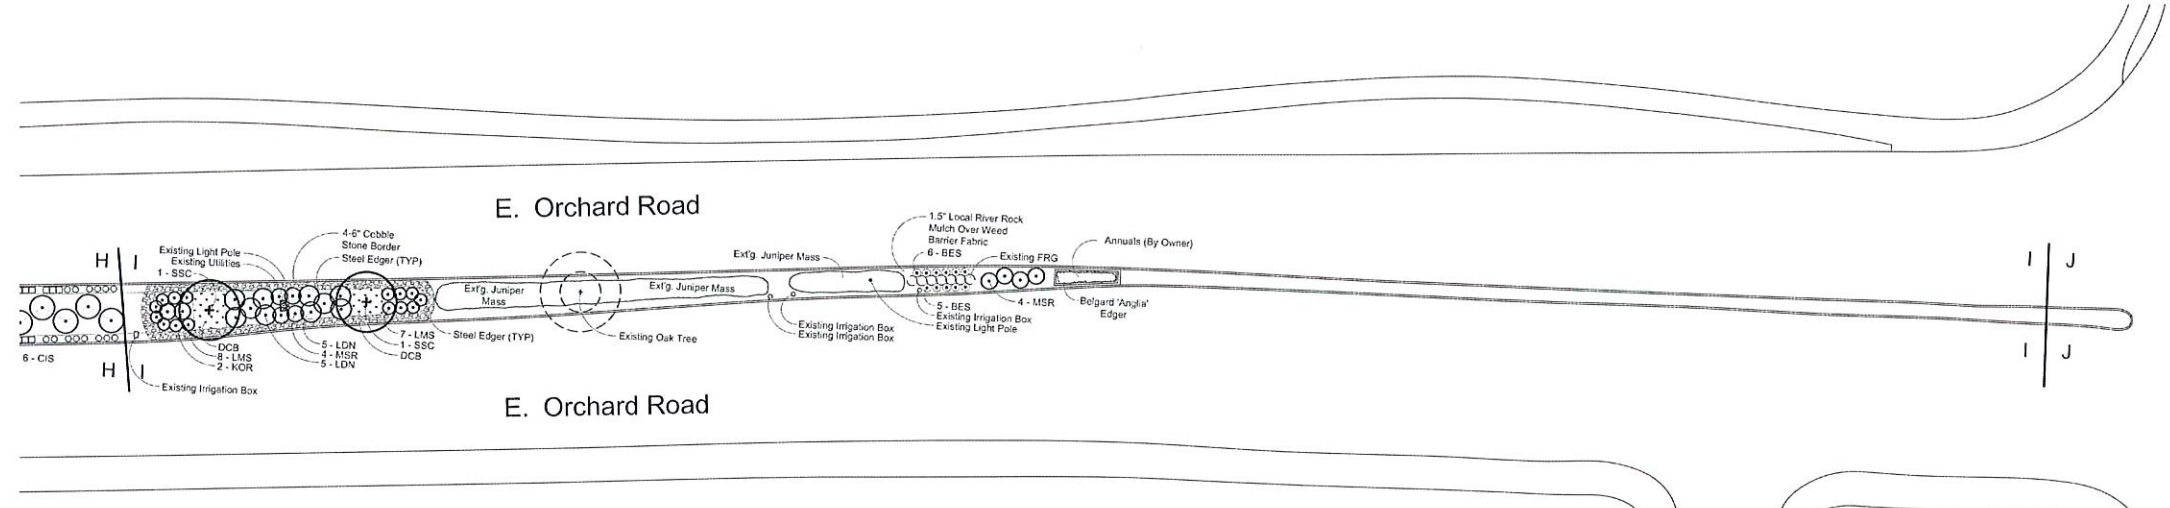 E. Orchard Road
4-6" Cobble
Stone Border
Steel Edger (TYP)
Existing Light Pole
Existing Utilities
1 - SSC
H
I
1.5" Local River Rock
Mulch Over Weed
Barrier Fabric
6 - BES
Existing FRG
Annuals (By Owner)
Ext'g. Juniper Mass
I
J
Ext'g. Juniper
Mass
Ext'g. Juniper Mass
6 - CIS
H
I
DCB
8 - LMS
2 - KOR
Existing Irrigation Box
5 - LDN
4 - MSR
5 - LDN
7 - LMS
1 - SSC
DCB
Steel Edger (TYP)
Existing Oak Tree
Existing Irrigation Box
Existing Irrigation Box
5 - BES
Existing Irrigation Box
Existing Light Pole
4 - MSR
Belgard 'Anglia'
Edger
I
J
E. Orchard Road